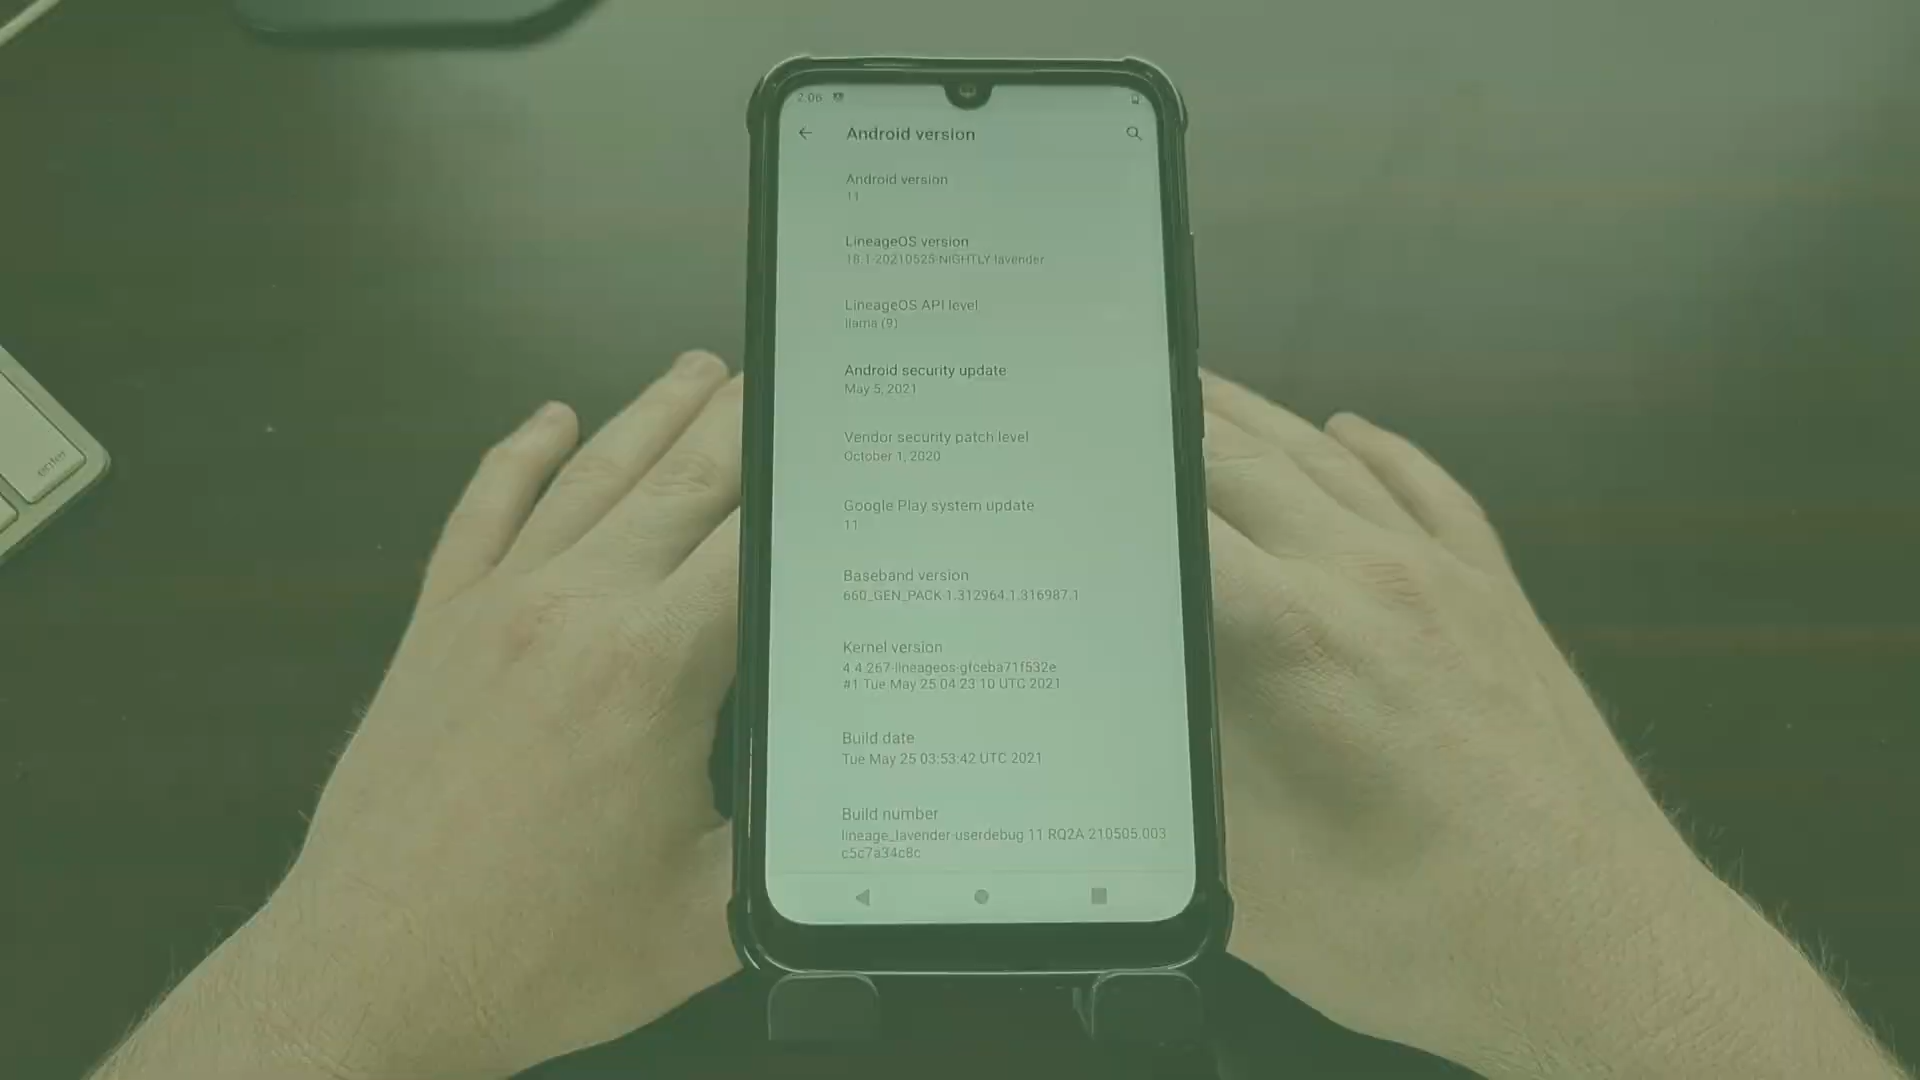 2:06
Android version
Android version
11
LineageOS version
18.1-20210525-NIGHTLY-lavender
LineageOS API level
llama (9)
Android security update
May 5, 2021
Vendor security patch level
October 1, 2020
Google Play system update
11
Baseband version
660_GEN_PACK-1.312964.1.316987.1
Kernel version
4.4.267-lineageos-gfceba71f532e
#1 Tue May 25 04:23:10 UTC 2021
Build date
Tue May 25 03:53:42 UTC 2021
Build number
lineage_lavender-userdebug 11 RQ2A.210505.003
c5c7a34c8c
enter